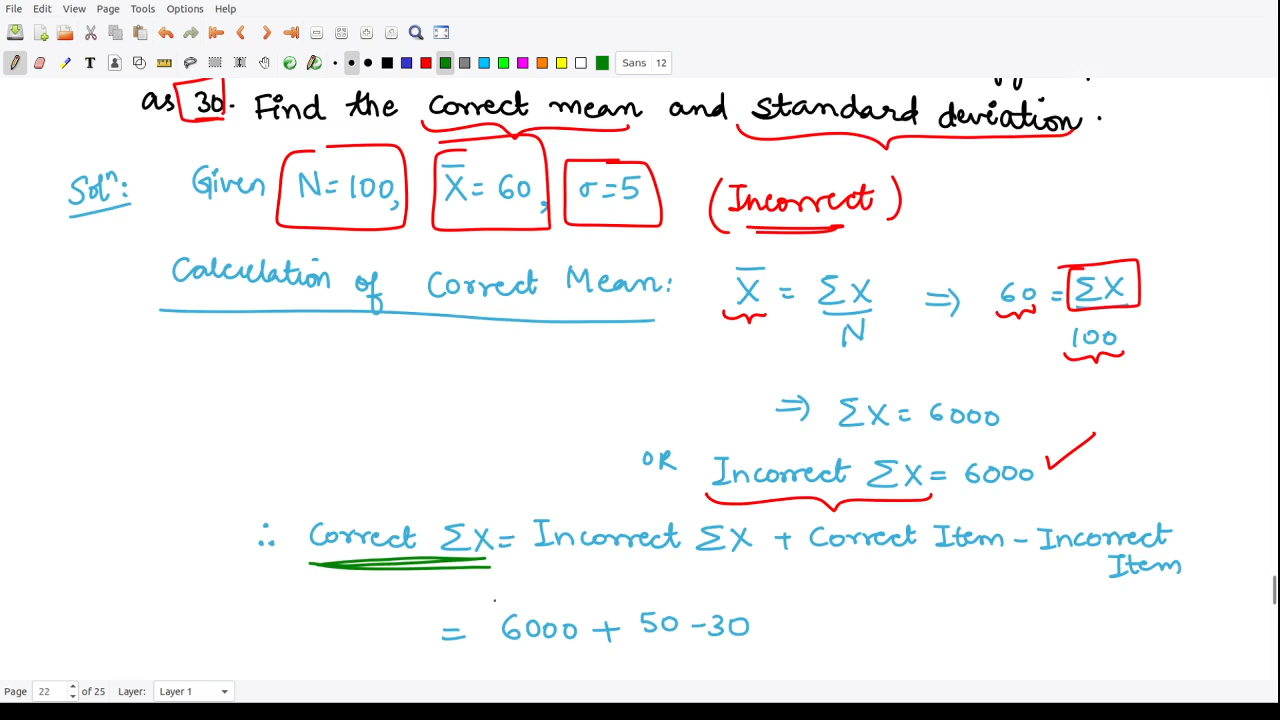 File Edit View Page Tools Options Help
T Sans 12
as 30. Find the correct mean and standard deviation.
Solⁿ: Given N=100, X̄=60, σ=5 (Incorrect)
Calculation of Correct Mean: X̄ = ΣX/N ⇒ 60 = ΣX/100
⇒ ΣX = 6000
OR Incorrect ΣX = 6000 ✓
∴ Correct ΣX = Incorrect ΣX + Correct Item - Incorrect
Item
= 6000 + 50 - 30
Page 22 of 25 Layer: Layer 1